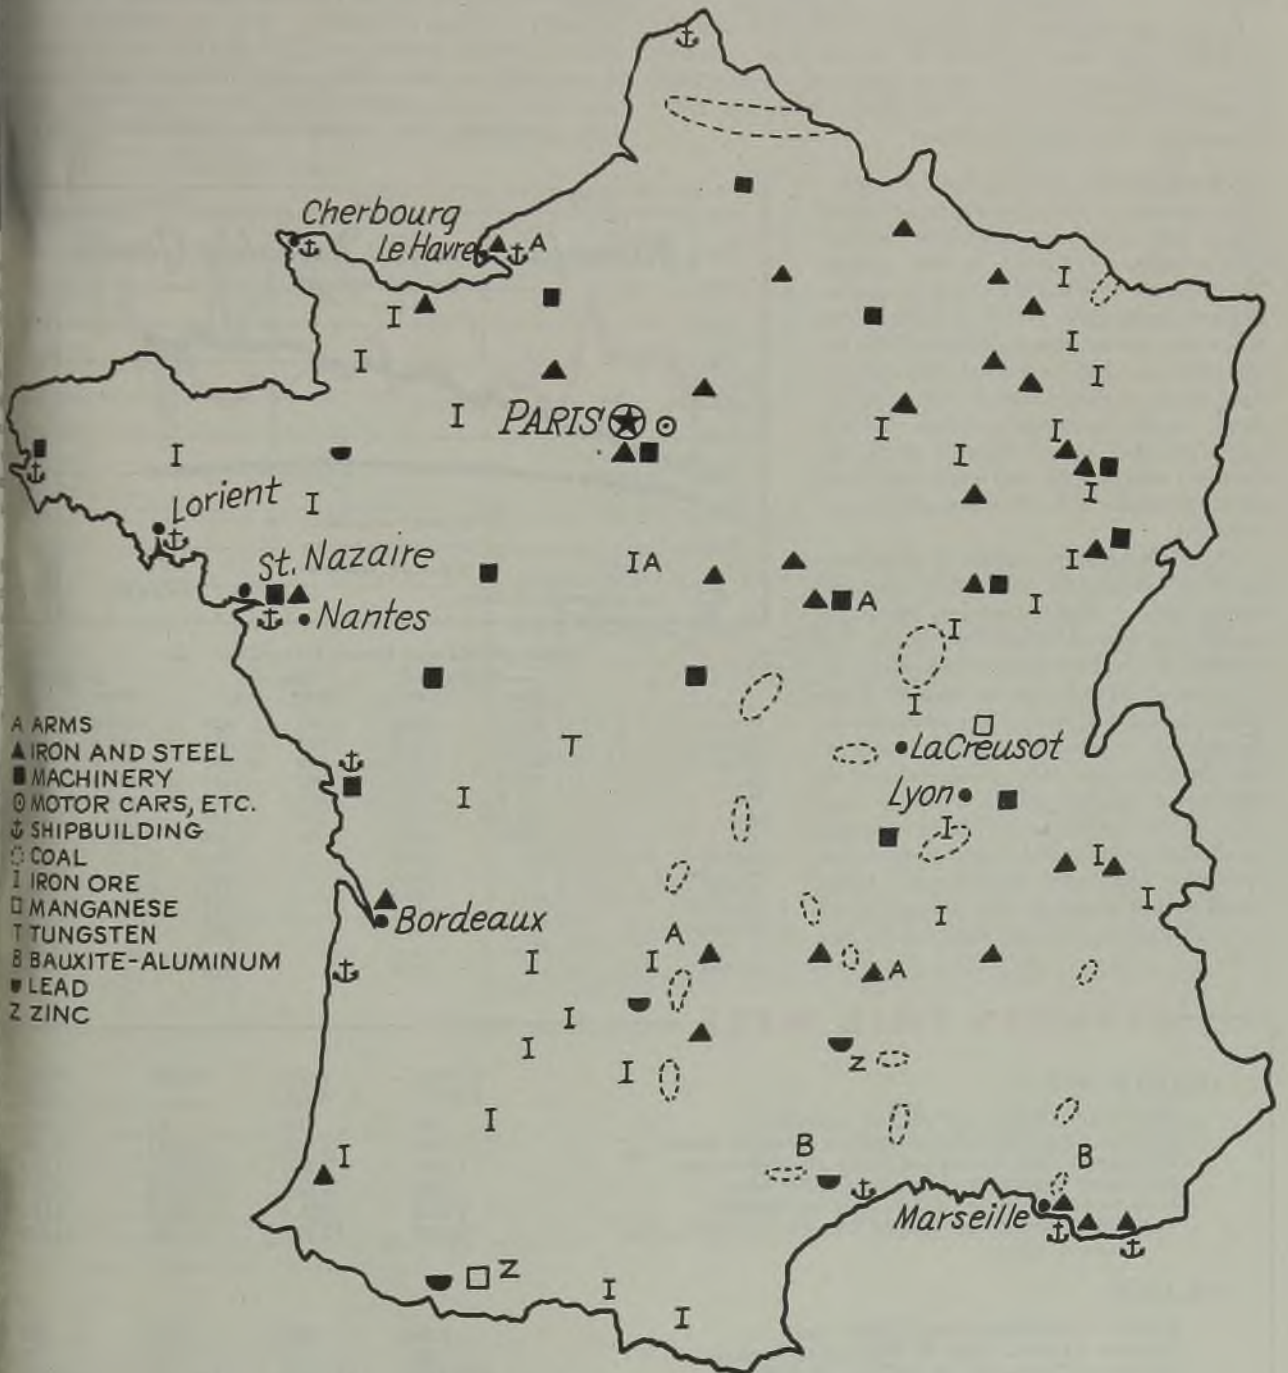 Cherbourg
Le Havre
A
I
I
I
I
I
I
PARIS
I
I
I
I
I
Lorient
I
I
St. Nazaire
IA
I
A
I
Nantes
I
I
A ARMS
IRON AND STEEL
MACHINERY
MOTOR CARS, ETC.
SHIPBUILDING
COAL
I IRON ORE
MANGANESE
T TUNGSTEN
B BAUXITE-ALUMINUM
LEAD
Z ZINC
T
LaCreusot
Lyon
I
I
I
I
Bordeaux
I
A
I
I
A
I
I
Z
I
I
B
B
I
Marseille
Z
I
I